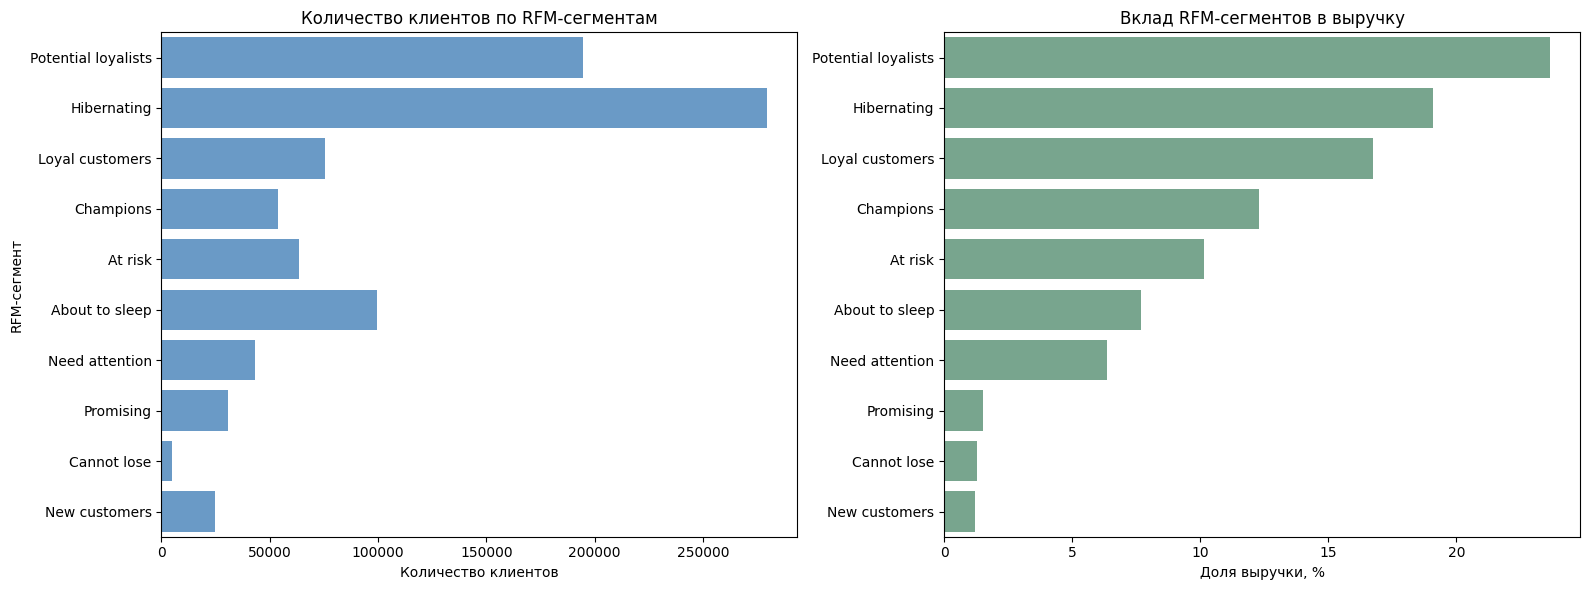 Количество клиентов по RFM-сегментам
RFM-сегмент
Potential loyalists
Hibernating
Loyal customers
Champions
At risk
About to sleep
Need attention
Promising
Cannot lose
New customers
0 50000 100000 150000 200000 250000
Количество клиентов
Вклад RFM-сегментов в выручку
Potential loyalists
Hibernating
Loyal customers
Champions
At risk
About to sleep
Need attention
Promising
Cannot lose
New customers
0 5 10 15 20
Доля выручки, %